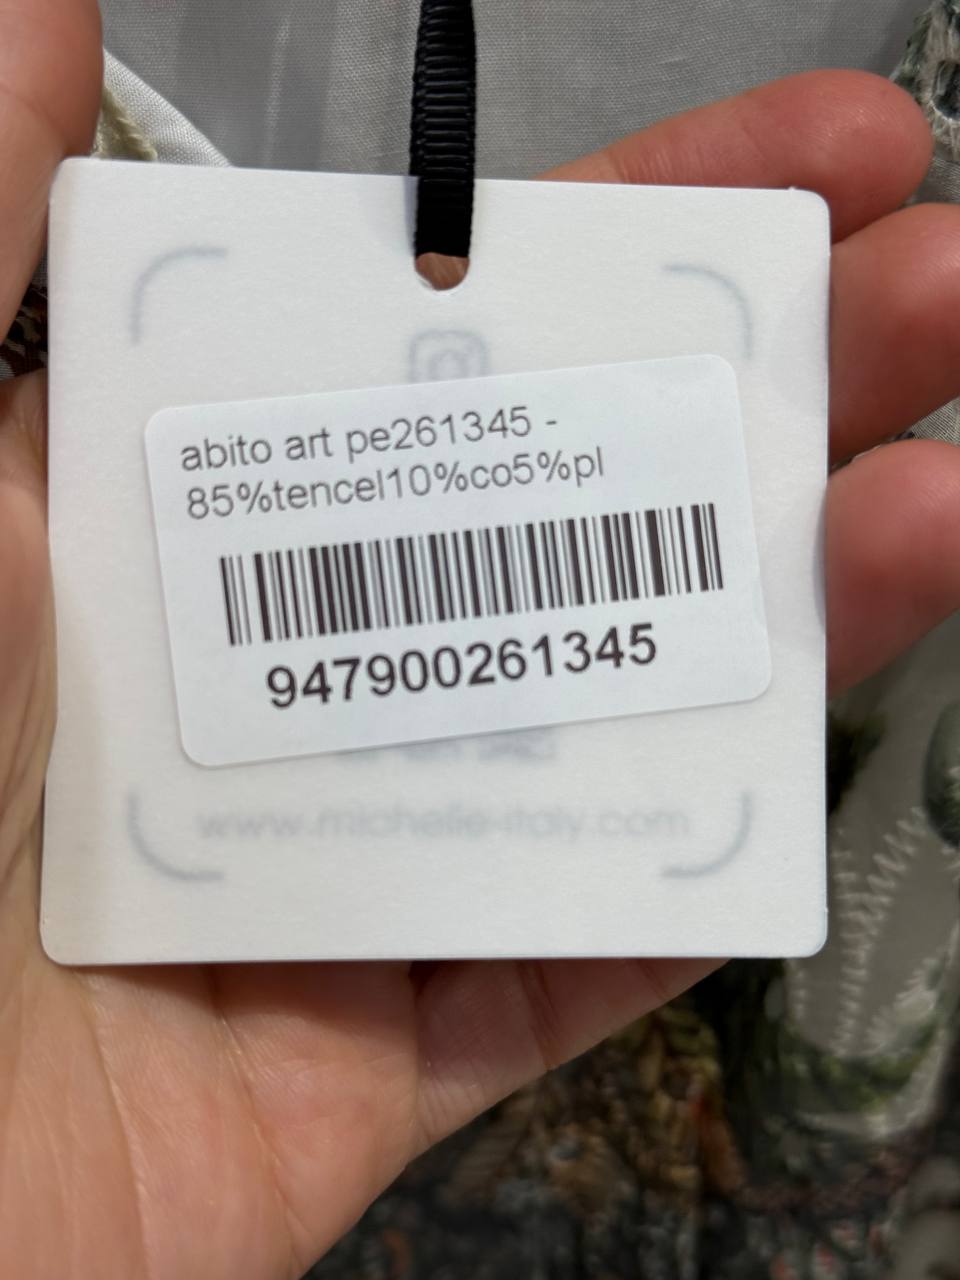 abito art pe261345 -
85%tencel10%co5%pl
947900261345
www.michelle-italy.com